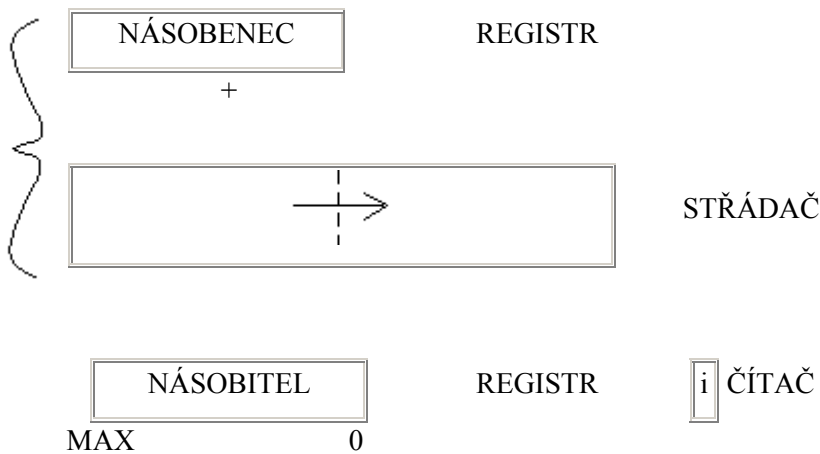 NÁSOBENEC REGISTR
+
STŘÁDAČ
NÁSOBITEL REGISTR i ČÍTAČ
MAX 0